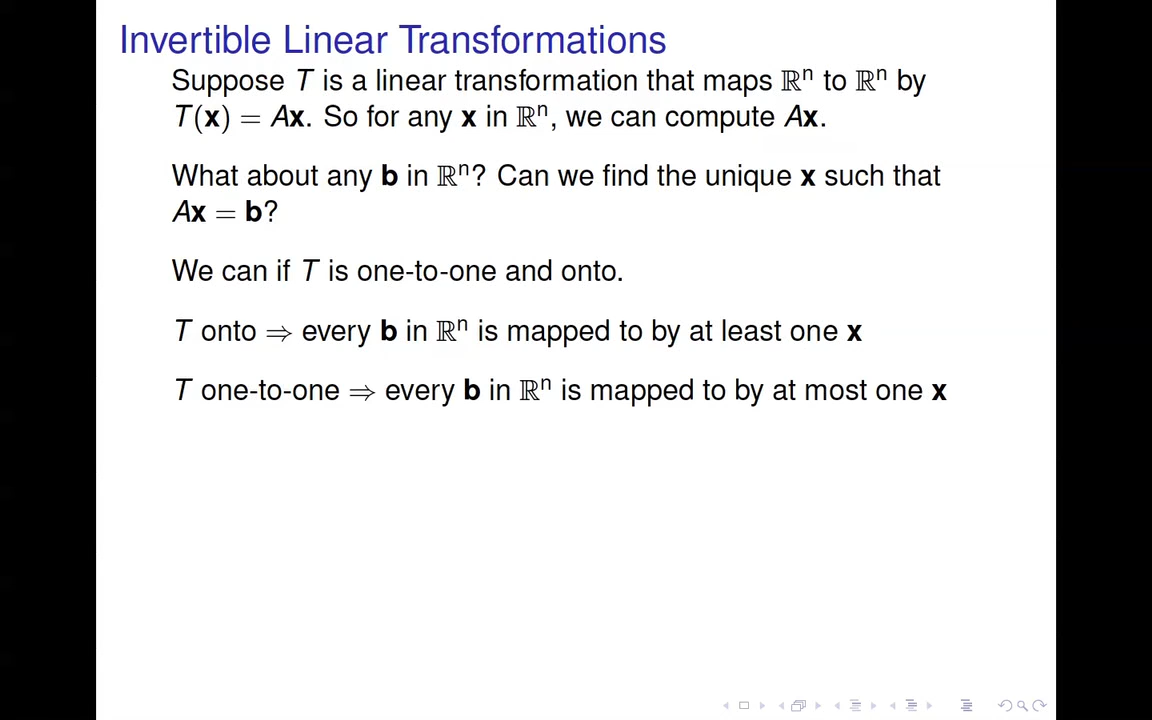 Invertible Linear Transformations
Suppose T is a linear transformation that maps ℝⁿ to ℝⁿ by
T(x) = Ax. So for any x in ℝⁿ, we can compute Ax.
What about any b in ℝⁿ? Can we find the unique x such that
Ax = b?
We can if T is one-to-one and onto.
T onto ⇒ every b in ℝⁿ is mapped to by at least one x
T one-to-one ⇒ every b in ℝⁿ is mapped to by at most one x